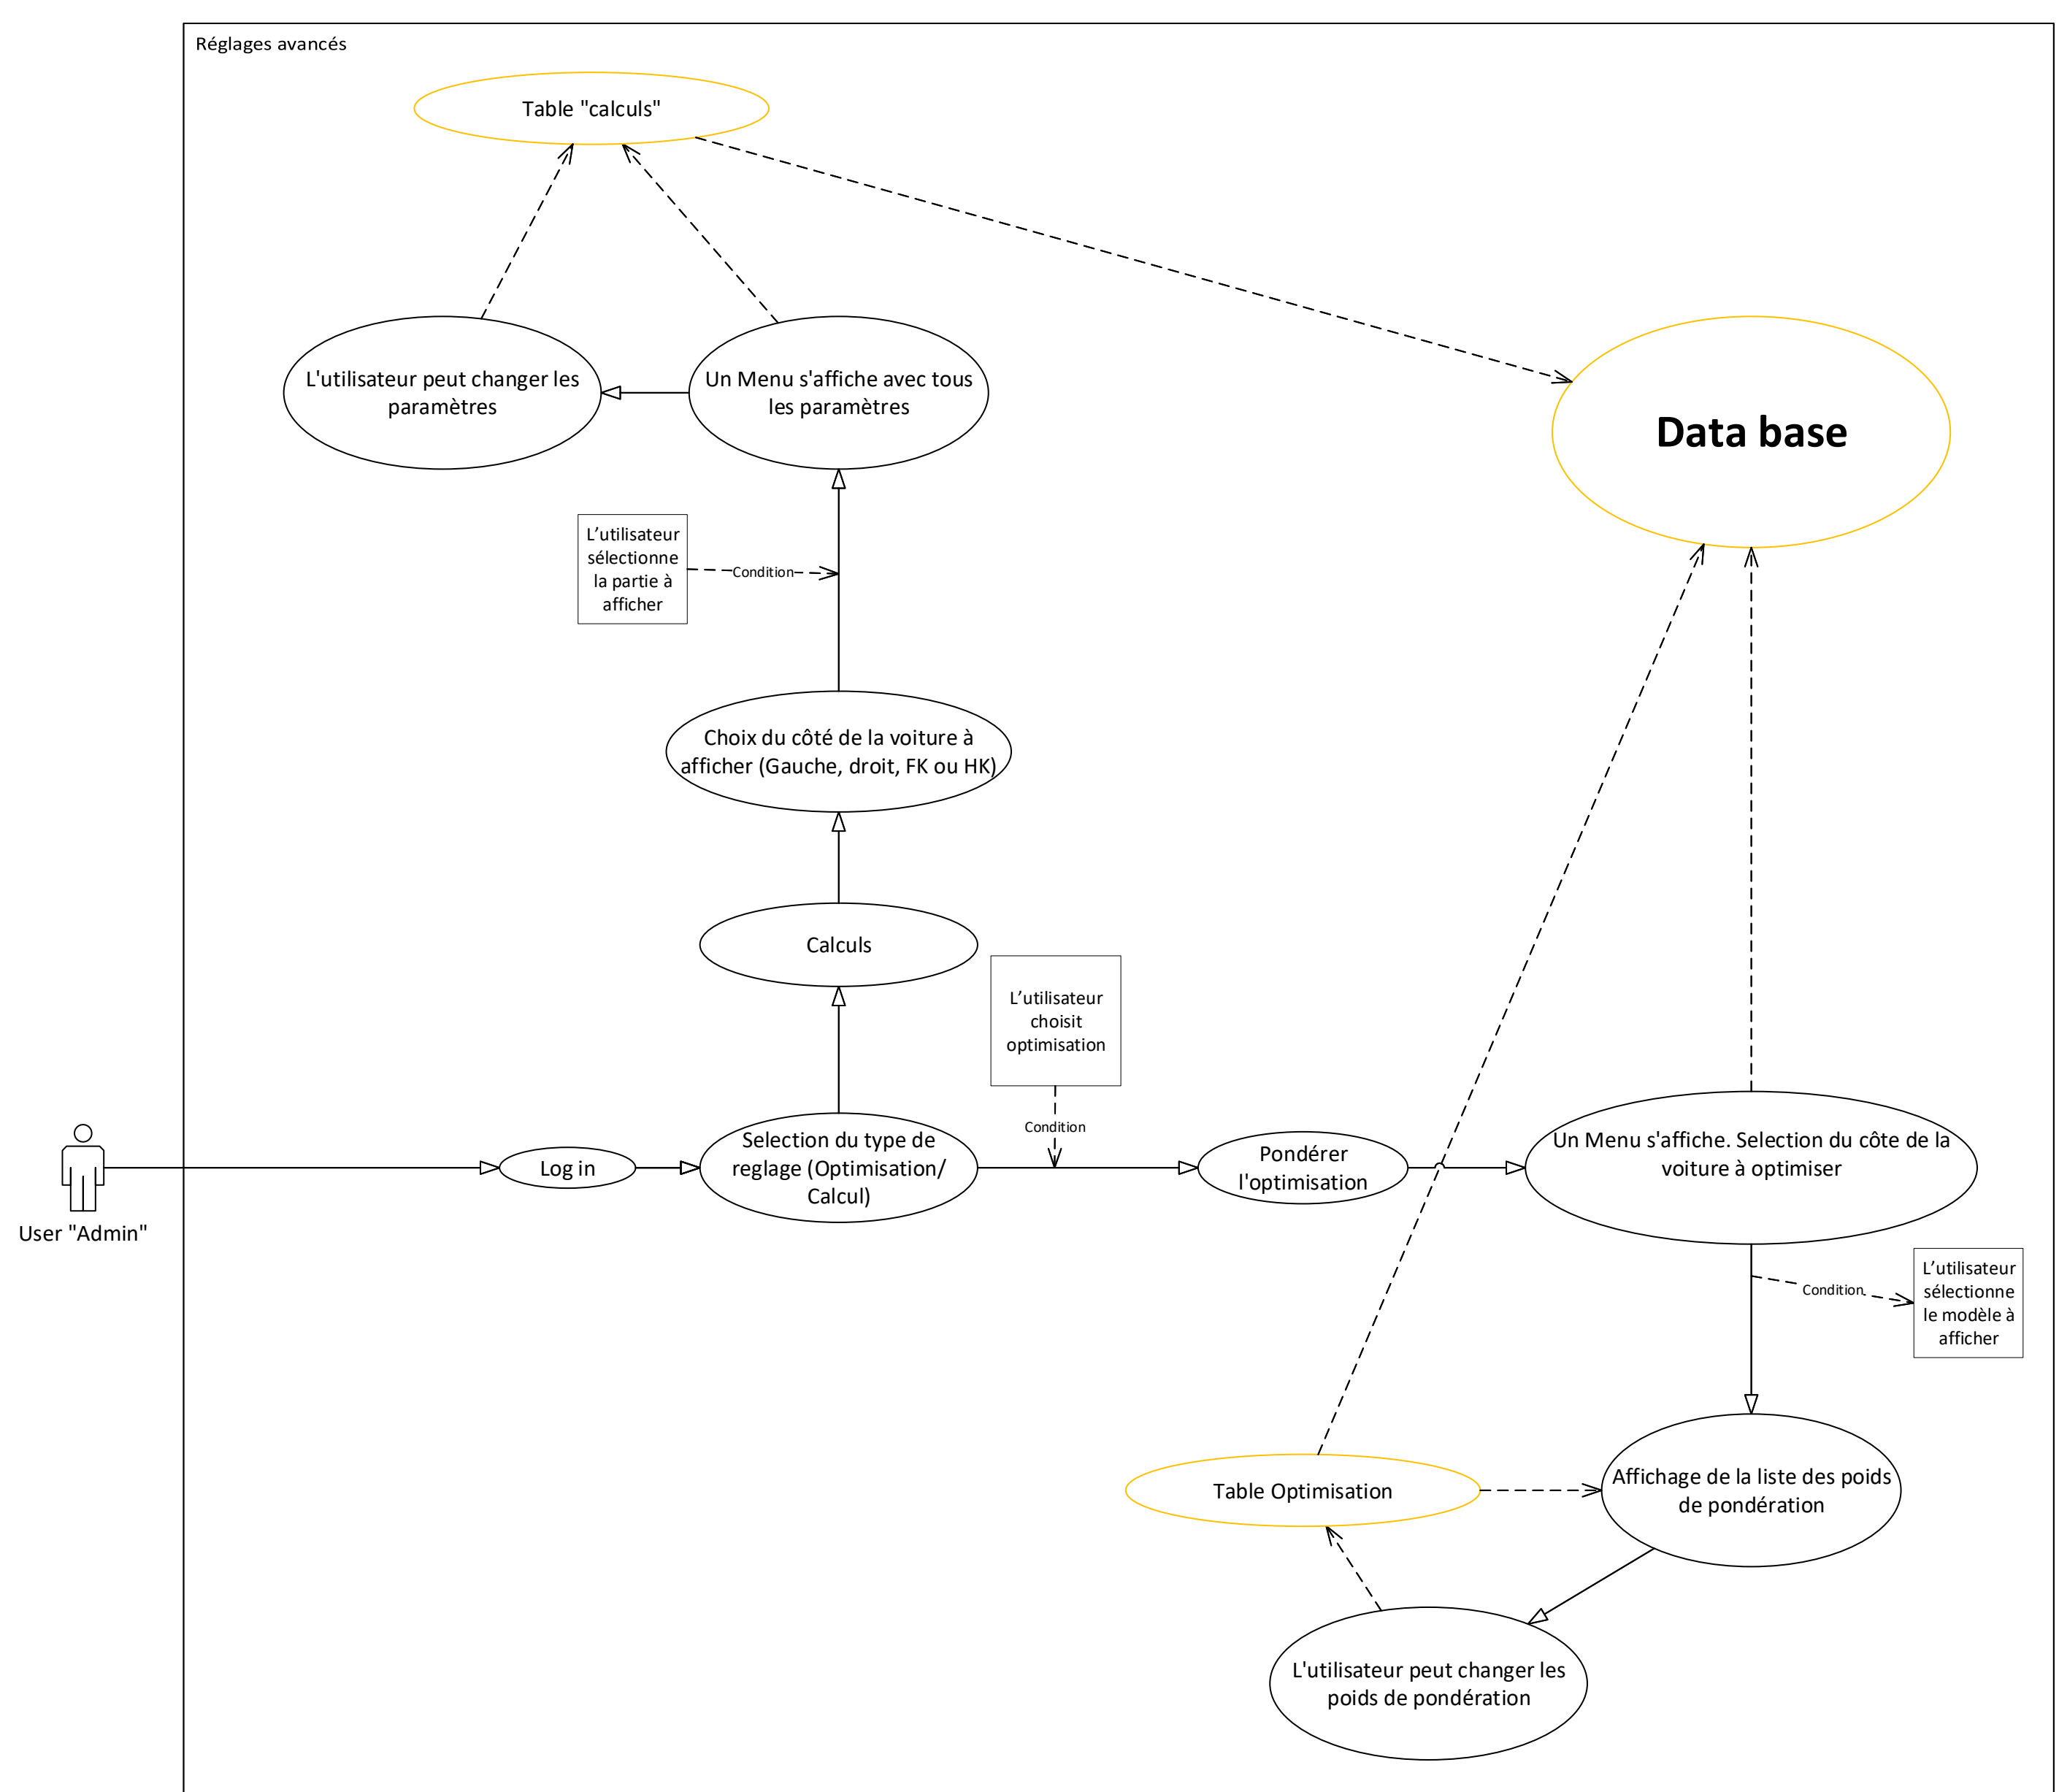 Réglages avancés
Table "calculs"
L'utilisateur peut changer les
paramètres
Un Menu s'affiche avec tous
les paramètres
Data base
L’utilisateur
sélectionne
la partie à
afficher
Condition
Choix du côté de la voiture à
afficher (Gauche, droit, FK ou HK)
Calculs
L’utilisateur
choisit
optimisation
Condition
User "Admin"
Log in
Selection du type de
reglage (Optimisation/
Calcul)
Pondérer
l'optimisation
Un Menu s'affiche. Selection du côte de la
voiture à optimiser
Condition
L’utilisateur
sélectionne
le modèle à
afficher
Table Optimisation
Affichage de la liste des poids
de pondération
L'utilisateur peut changer les
poids de pondération